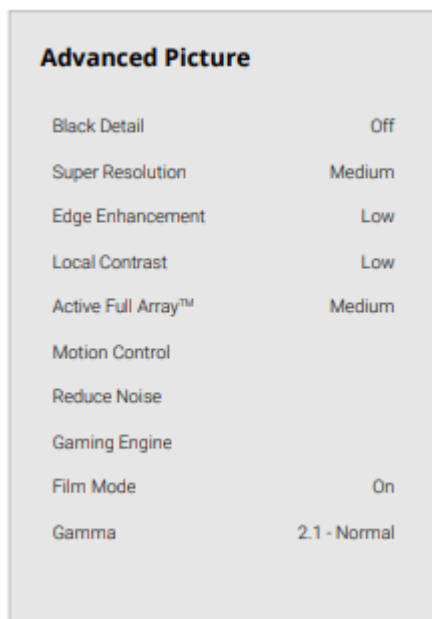 Advanced Picture
Black Detail Off
Super Resolution Medium
Edge Enhancement Low
Local Contrast Low
Active Full Array™ Medium
Motion Control
Reduce Noise
Gaming Engine
Film Mode On
Gamma 2.1 - Normal